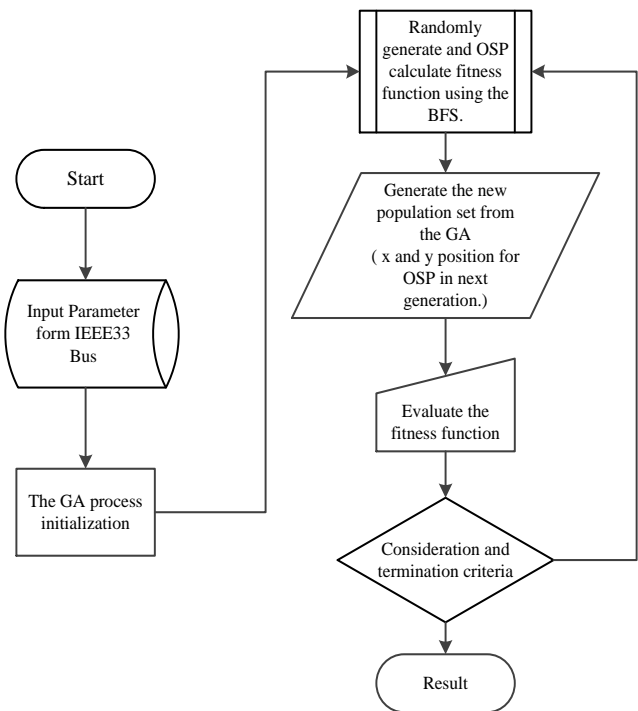 Start
Input Parameter
form IEEE33
Bus
The GA process
initialization
Randomly
generate and OSP
calculate fitness
function using the
BFS.
Generate the new
population set from
the GA
( x and y position for
OSP in next
generation.)
Evaluate the
fitness function
Consideration and
termination criteria
Result